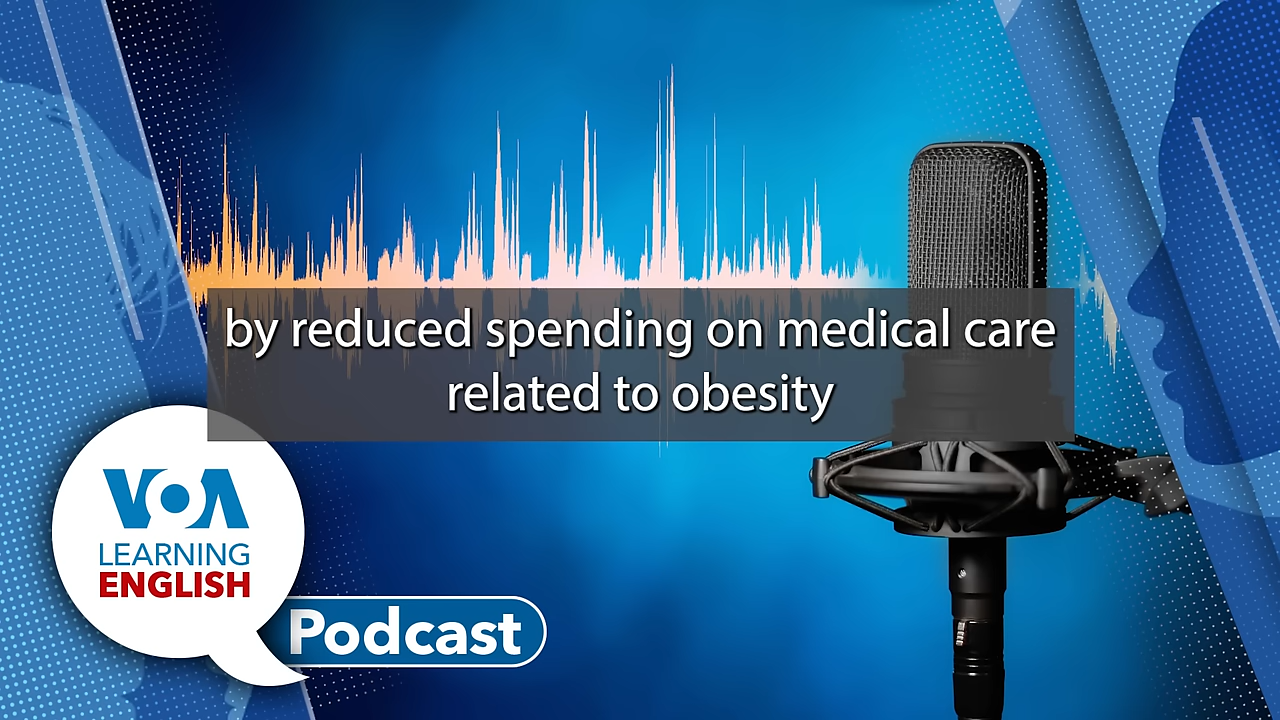 by reduced spending on medical care
related to obesity
VOA
LEARNING
ENGLISH
Podcast